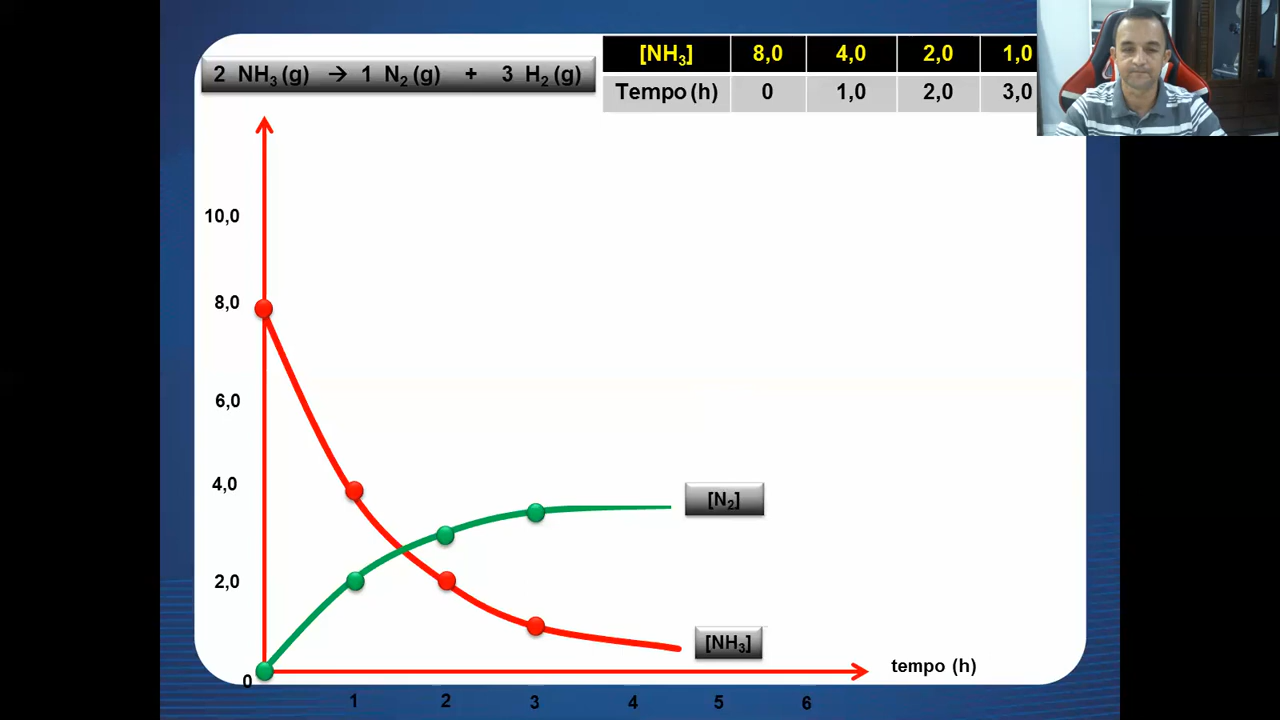 2 NH₃ (g) → 1 N₂ (g) + 3 H₂ (g)
[NH₃] 8,0 4,0 2,0 1,0
Tempo (h) 0 1,0 2,0 3,0
10,0
8,0
6,0
4,0
[N₂]
2,0
[NH₃]
tempo (h)
0
1 2 3 4 5 6